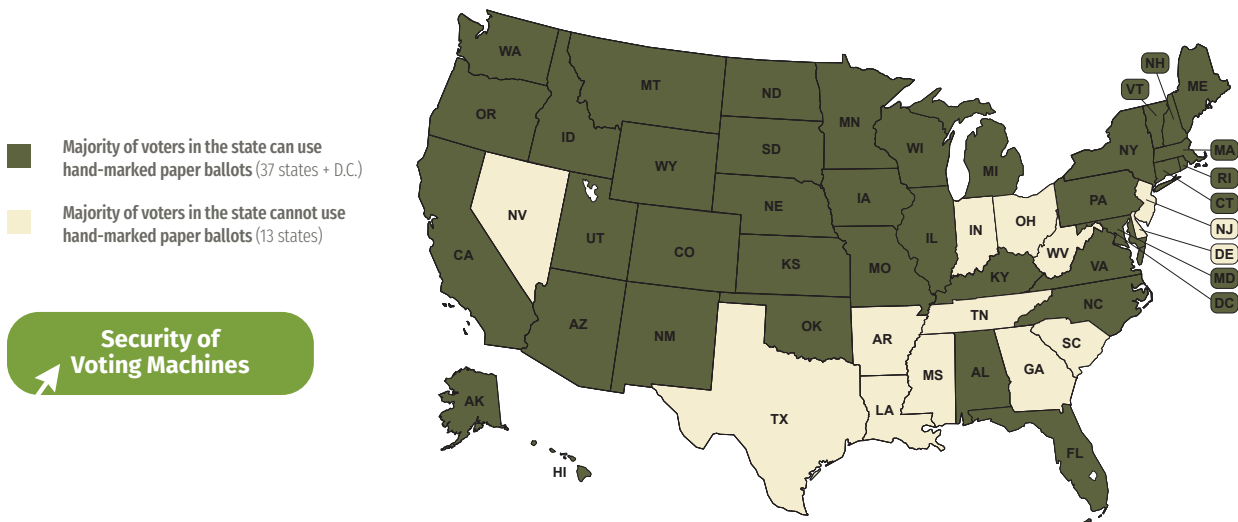 Majority of voters in the state can use
hand-marked paper ballots (37 states + D.C.)
Majority of voters in the state cannot use
hand-marked paper ballots (13 states)
Security of
Voting Machines
WA
MT
ND
MN
OR
ID
SD
WY
WI
MI
NY
VT
NH
ME
MA
RI
CT
NJ
DE
MD
DC
NV
UT
CO
NE
IA
IL
IN
OH
PA
WV
VA
CA
KS
MO
KY
NC
AZ
NM
OK
AR
TN
SC
MS
AL
GA
TX
LA
FL
AK
HI